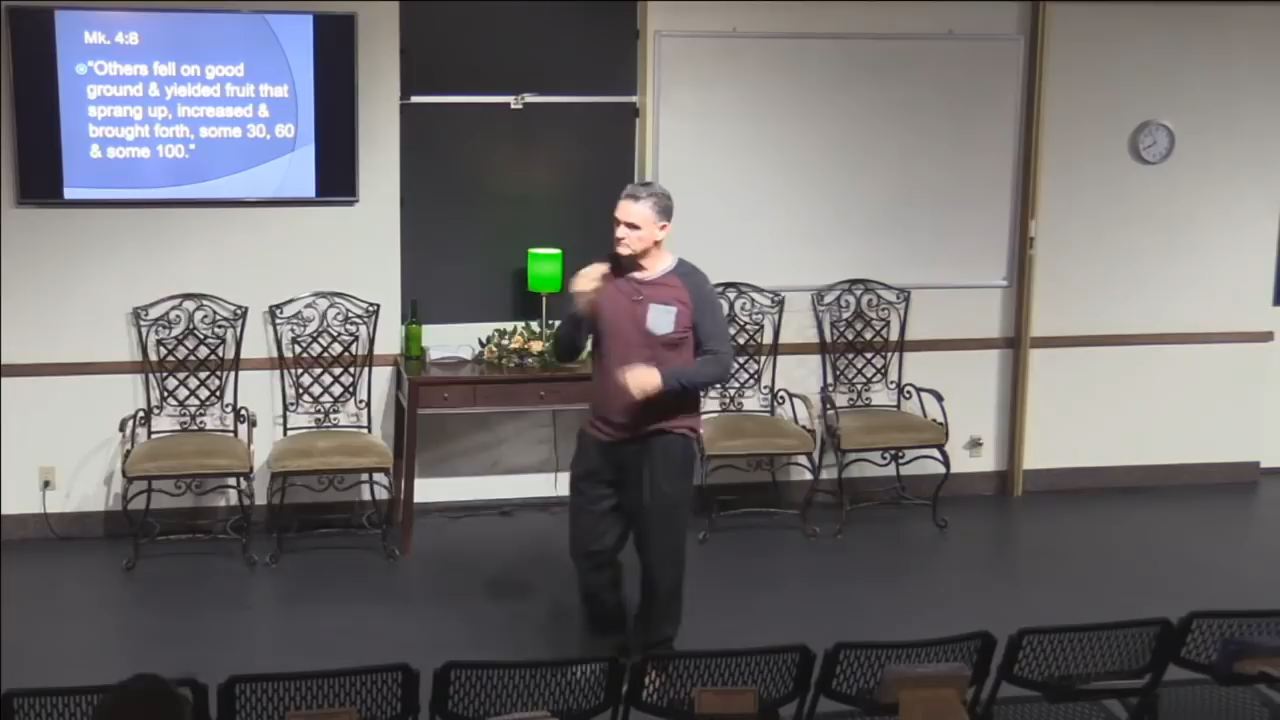 Mk. 4:8
"Others fell on good
ground & yielded fruit that
sprang up, increased &
brought forth, some 30, 60
& some 100."